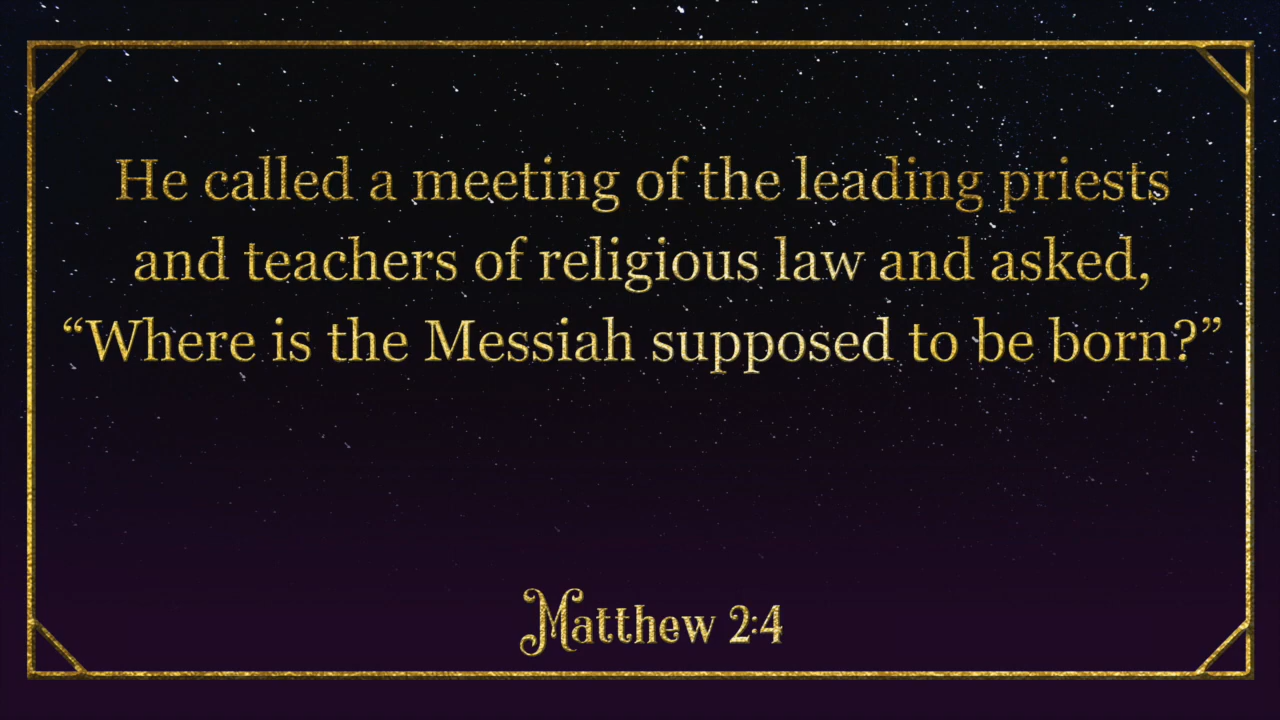 He called a meeting of the leading priests
and teachers of religious law and asked,
“Where is the Messiah supposed to be born?”
Matthew 2:4